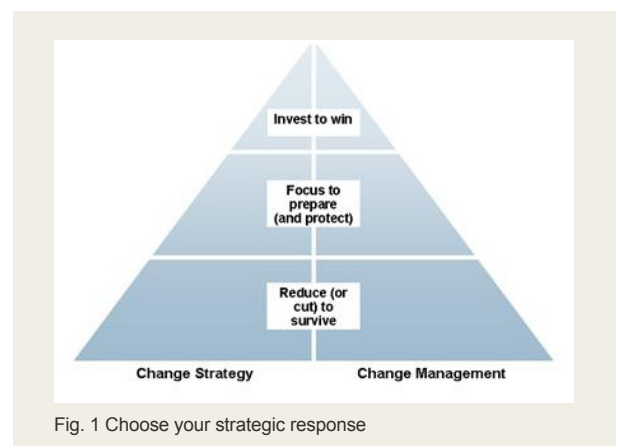 Invest to win
Focus to
prepare
(and protect)
Reduce (or
cut) to
survive
Change Strategy
Change Management
Fig. 1 Choose your strategic response